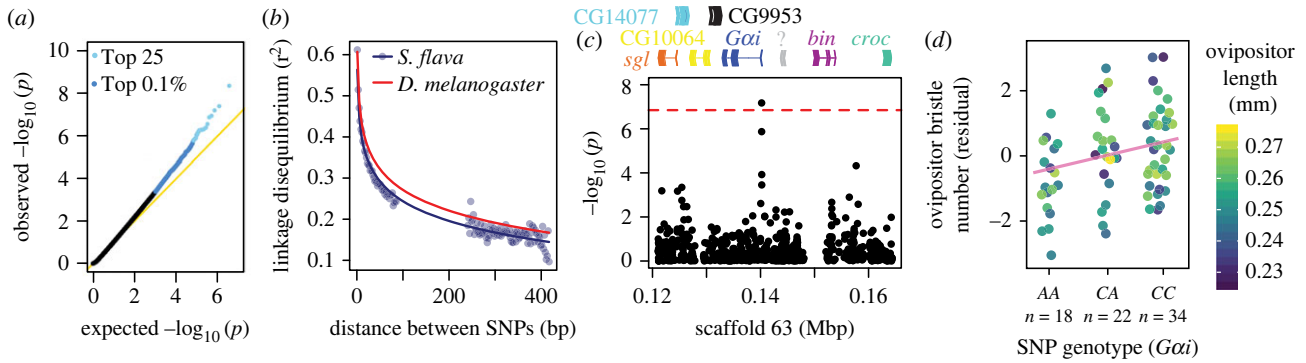 (a)
observed –log10 (p)
10
8
6
4
2
0
Top 25
Top 0.1%
0 2 4 6
expected –log10 (p)
(b)
linkage disequilibrium (r2)
0.6
0.5
0.4
0.3
0.2
0.1
S. flava
D. melanogaster
0 100 200 300 400
distance between SNPs (bp)
CG14077 CG9953
(c) CG10064 Gαi ? bin croc
sgl
–log10 (p)
8
6
4
2
0
0.12 0.14 0.16
scaffold 63 (Mbp)
(d)
ovipositor bristle
number (residual)
2
0
–2
AA CA CC
n = 18 n = 22 n = 34
SNP genotype (Gαi)
ovipositor
length
(mm)
0.27
0.26
0.25
0.24
0.23